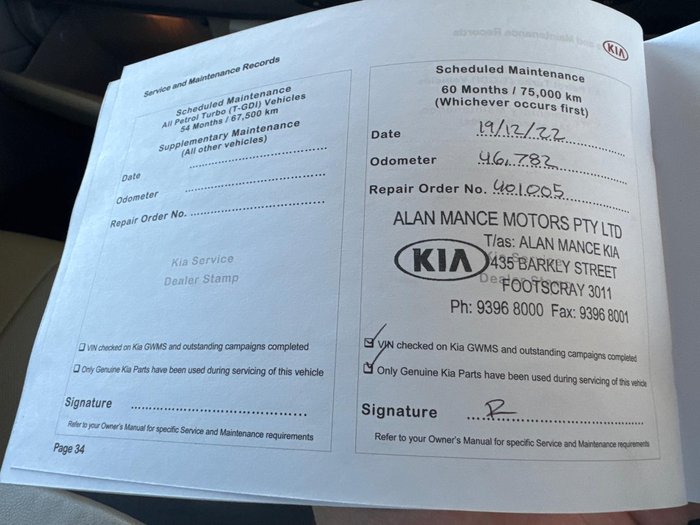 Service and Maintenance Records
Scheduled Maintenance
All Petrol Turbo (T-GDI) Vehicles
54 Months / 67,500 km
Supplementary Maintenance
(All other vehicles)
Date
Odometer
Repair Order No.
Kia Service
Dealer Stamp
VIN checked on Kia GWMS and outstanding campaigns completed
Only Genuine Kia Parts have been used during servicing of this vehicle
Signature
Refer to your Owner's Manual for specific Service and Maintenance requirements
Page 34
KIA
Scheduled Maintenance
60 Months / 75,000 km
(Whichever occurs first)
Date 19/12/22
Odometer 46,782
Repair Order No. 401005
ALAN MANCE MOTORS PTY LTD
T/as: ALAN MANCE KIA
KIA 435 BARKLY STREET
FOOTSCRAY 3011
Ph: 9396 8000 Fax: 9396 8001
VIN checked on Kia GWMS and outstanding campaigns completed
Only Genuine Kia Parts have been used during servicing of this vehicle
Signature
Refer to your Owner's Manual for specific Service and Maintenance requirements